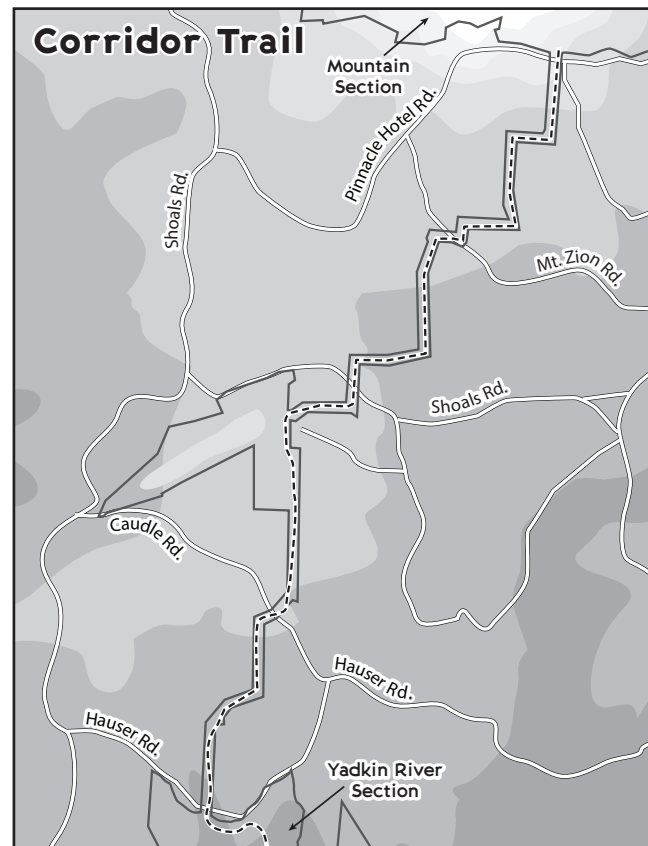 Corridor Trail
Mountain
Section
Pinnacle Hotel Rd.
Shoals Rd.
Mt. Zion Rd.
Shoals Rd.
Caudle Rd.
Hauser Rd.
Hauser Rd.
Yadkin River
Section